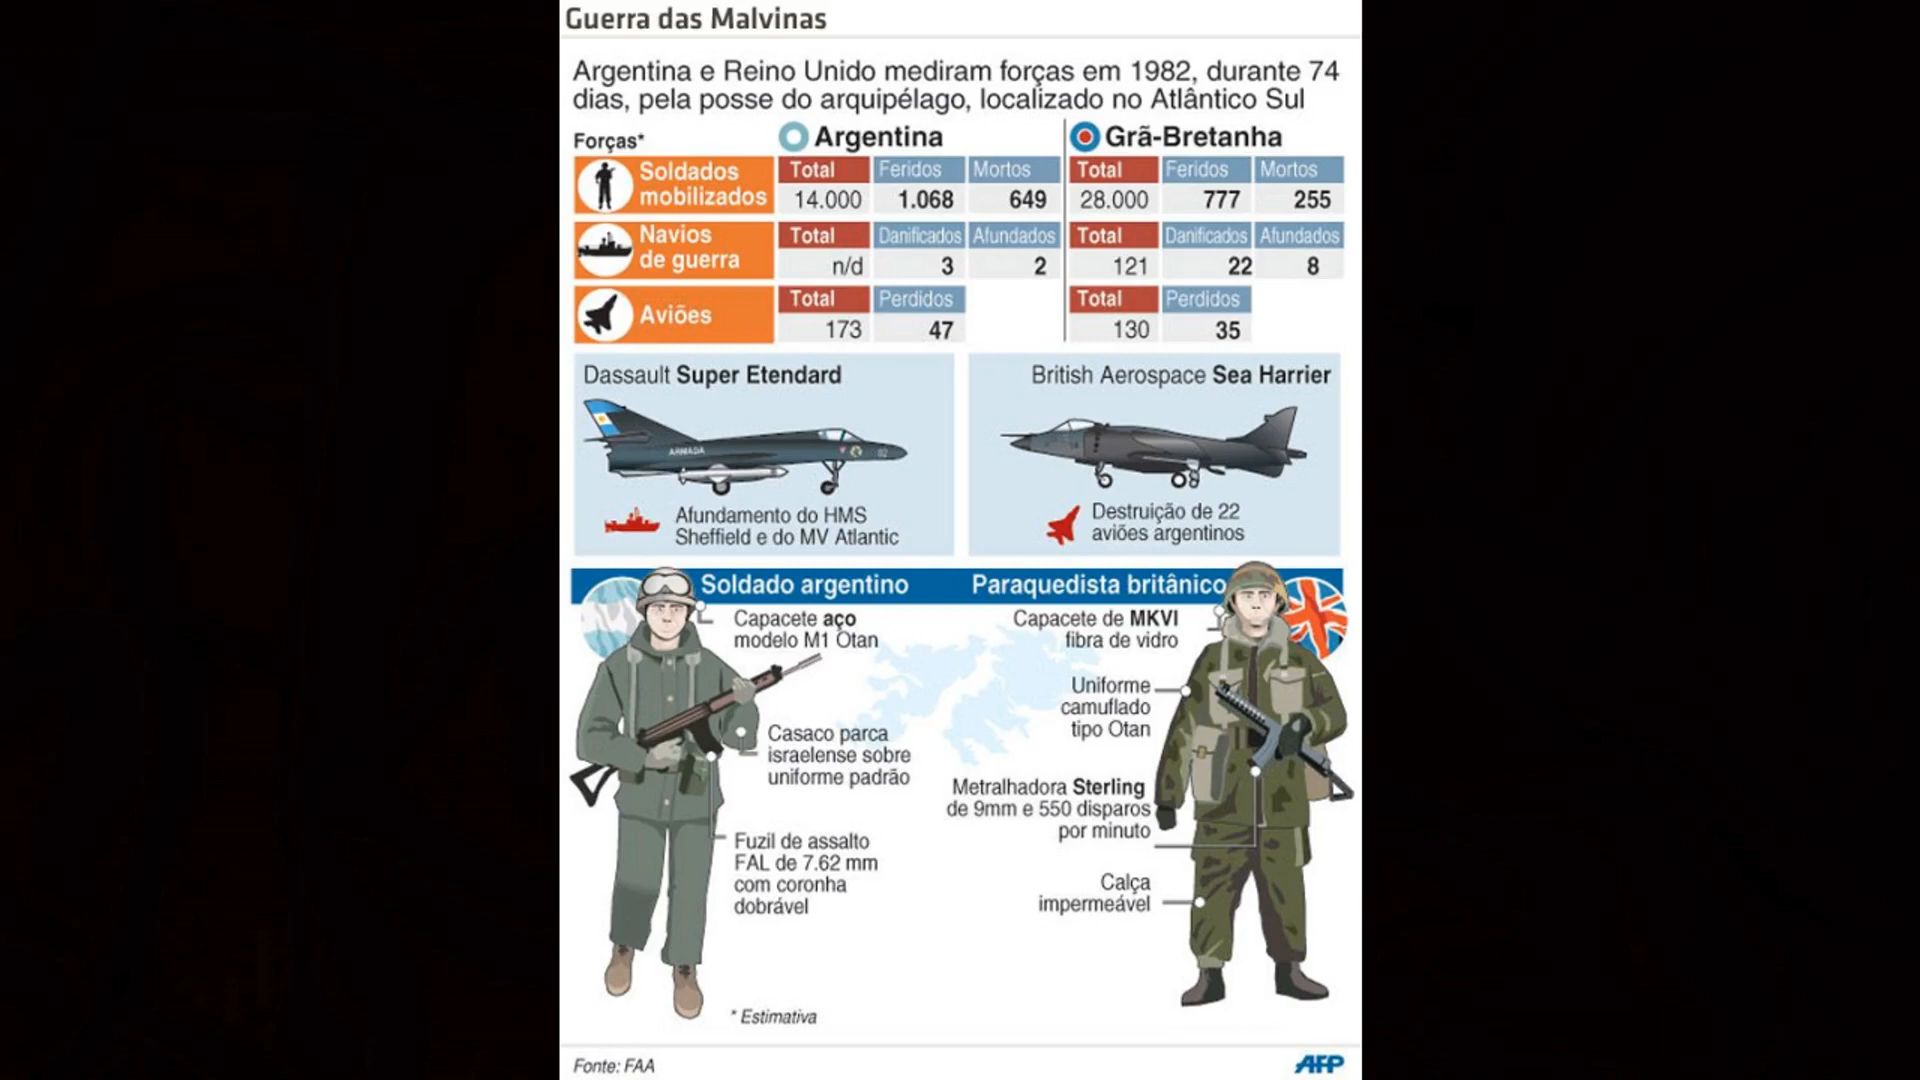 Guerra das Malvinas
Argentina e Reino Unido mediram forças em 1982, durante 74
dias, pela posse do arquipélago, localizado no Atlântico Sul
Forças*
Argentina
Grã-Bretanha
Soldados
mobilizados
Total Feridos Mortos Total Feridos Mortos
14.000 1.068 649 28.000 777 255
Navios
de guerra
Total Danificados Afundados Total Danificados Afundados
n/d 3 2 121 22 8
Aviões
Total Perdidos Total Perdidos
173 47 130 35
Dassault Super Etendard
ARMADA
02
Afundamento do HMS
Sheffield e do MV Atlantic
British Aerospace Sea Harrier
Destruição de 22
aviões argentinos
Soldado argentino
Capacete aço
modelo M1 Otan
Casaco parca
israelense sobre
uniforme padrão
Fuzil de assalto
FAL de 7.62 mm
com coronha
dobrável
Paraquedista britânico
Capacete de MKVI
fibra de vidro
Uniforme
camuflado
tipo Otan
Metralhadora Sterling
de 9mm e 550 disparos
por minuto
Calça
impermeável
* Estimativa
Fonte: FAA
AFP